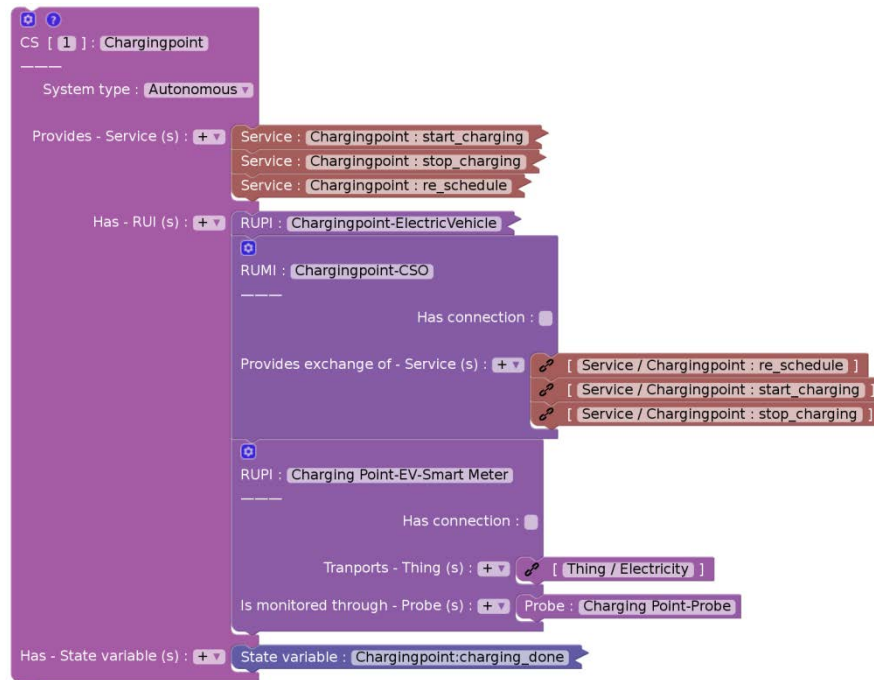 CS [ 1 ] : Chargingpoint
———
System type : Autonomous
Provides - Service (s) : +
Service : Chargingpoint : start_charging
Service : Chargingpoint : stop_charging
Service : Chargingpoint : re_schedule
Has - RUI (s) : +
RUPI : Chargingpoint-ElectricVehicle
RUMI : Chargingpoint-CSO
———
Has connection :
Provides exchange of - Service (s) : +
[ Service / Chargingpoint : re_schedule ]
[ Service / Chargingpoint : start_charging ]
[ Service / Chargingpoint : stop_charging ]
RUPI : Charging Point-EV-Smart Meter
———
Has connection :
Tranports - Thing (s) : +
[ Thing / Electricity ]
Is monitored through - Probe (s) : +
Probe : Charging Point-Probe
Has - State variable (s) : +
State variable : Chargingpoint:charging_done